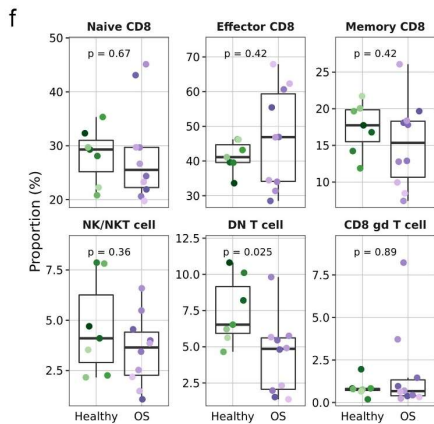 f
Naive CD8 Effector CD8 Memory CD8
p = 0.67 p = 0.42 p = 0.42
50 40 30 20
70 60 50 40 30
25 20 15 10
Proportion (%)
NK/NKT cell DN T cell CD8 gd T cell
p = 0.36 p = 0.025 p = 0.89
7.5 5.0 2.5
12.5 10.0 7.5 5.0 2.5
7.5 5.0 2.5 0.0
Healthy OS Healthy OS Healthy OS